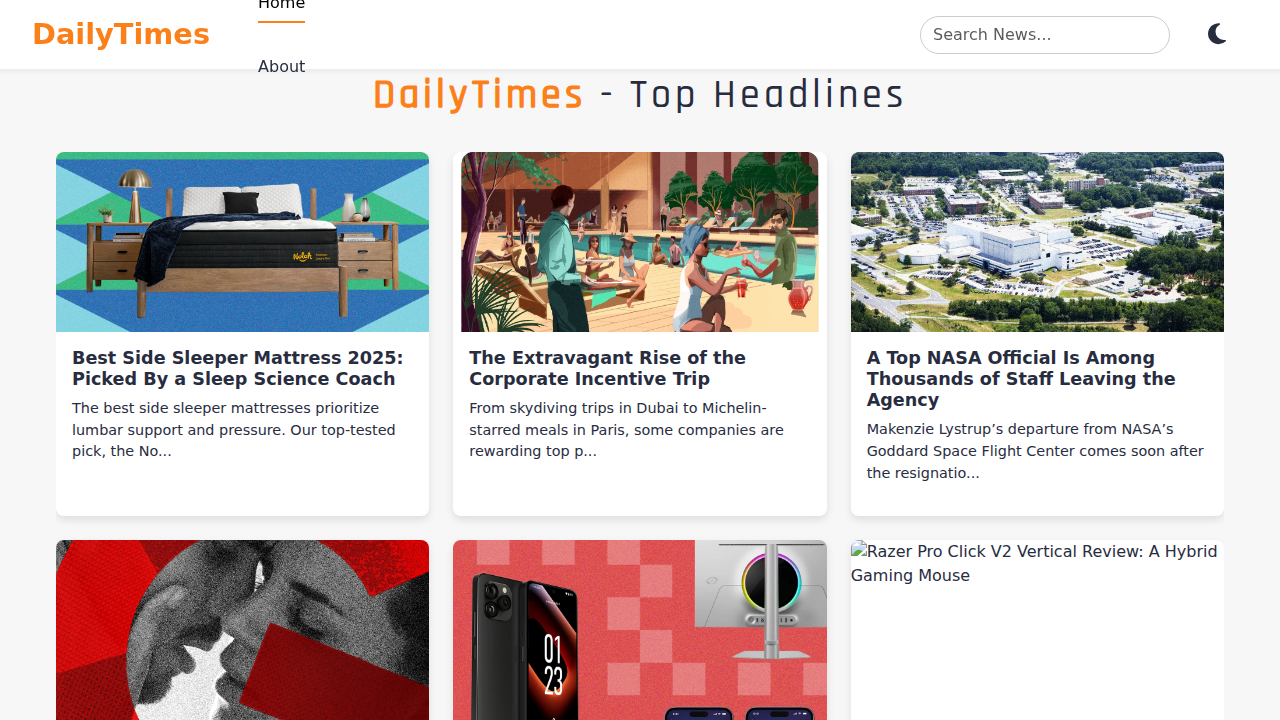 Home
DailyTimes
Search News...
About
DailyTimes - Top Headlines
Nolah
Best Side Sleeper Mattress 2025:
Picked By a Sleep Science Coach
The best side sleeper mattresses prioritize
lumbar support and pressure. Our top-tested
pick, the No...
The Extravagant Rise of the
Corporate Incentive Trip
From skydiving trips in Dubai to Michelin-
starred meals in Paris, some companies are
rewarding top p...
A Top NASA Official Is Among
Thousands of Staff Leaving the
Agency
Makenzie Lystrup’s departure from NASA’s
Goddard Space Flight Center comes soon after
the resignatio...
01
23
Razer Pro Click V2 Vertical Review: A Hybrid
Gaming Mouse